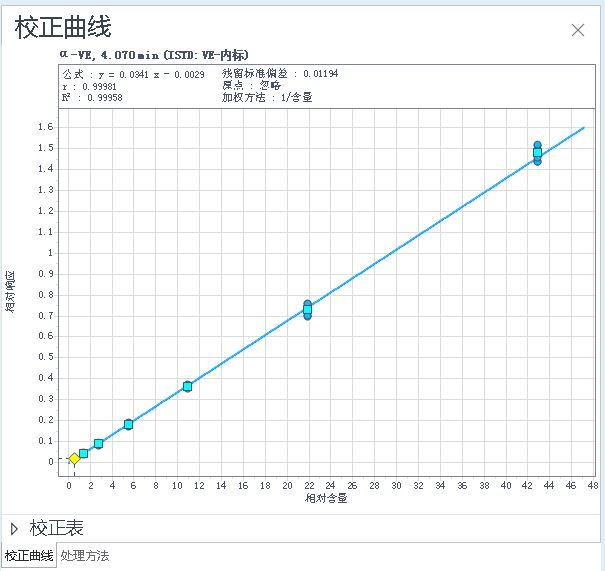 校正曲线
α-VE, 4.070min (ISTD: VE-内标)
公式 : y = 0.0341 x - 0.0029
残留标准偏差 : 0.01194
r : 0.99981
原点 : 忽略
R² : 0.99958
加权方法 : 1/含量
1.6
1.5
1.4
1.3
1.2
1.1
1
0.9
0.8
0.7
0.6
0.5
0.4
0.3
0.2
0.1
0
相对响应
0 2 4 6 8 10 12 14 16 18 20 22 24 26 28 30 32 34 36 38 40 42 44 46 48
相对含量
校正表
校正曲线 处理方法